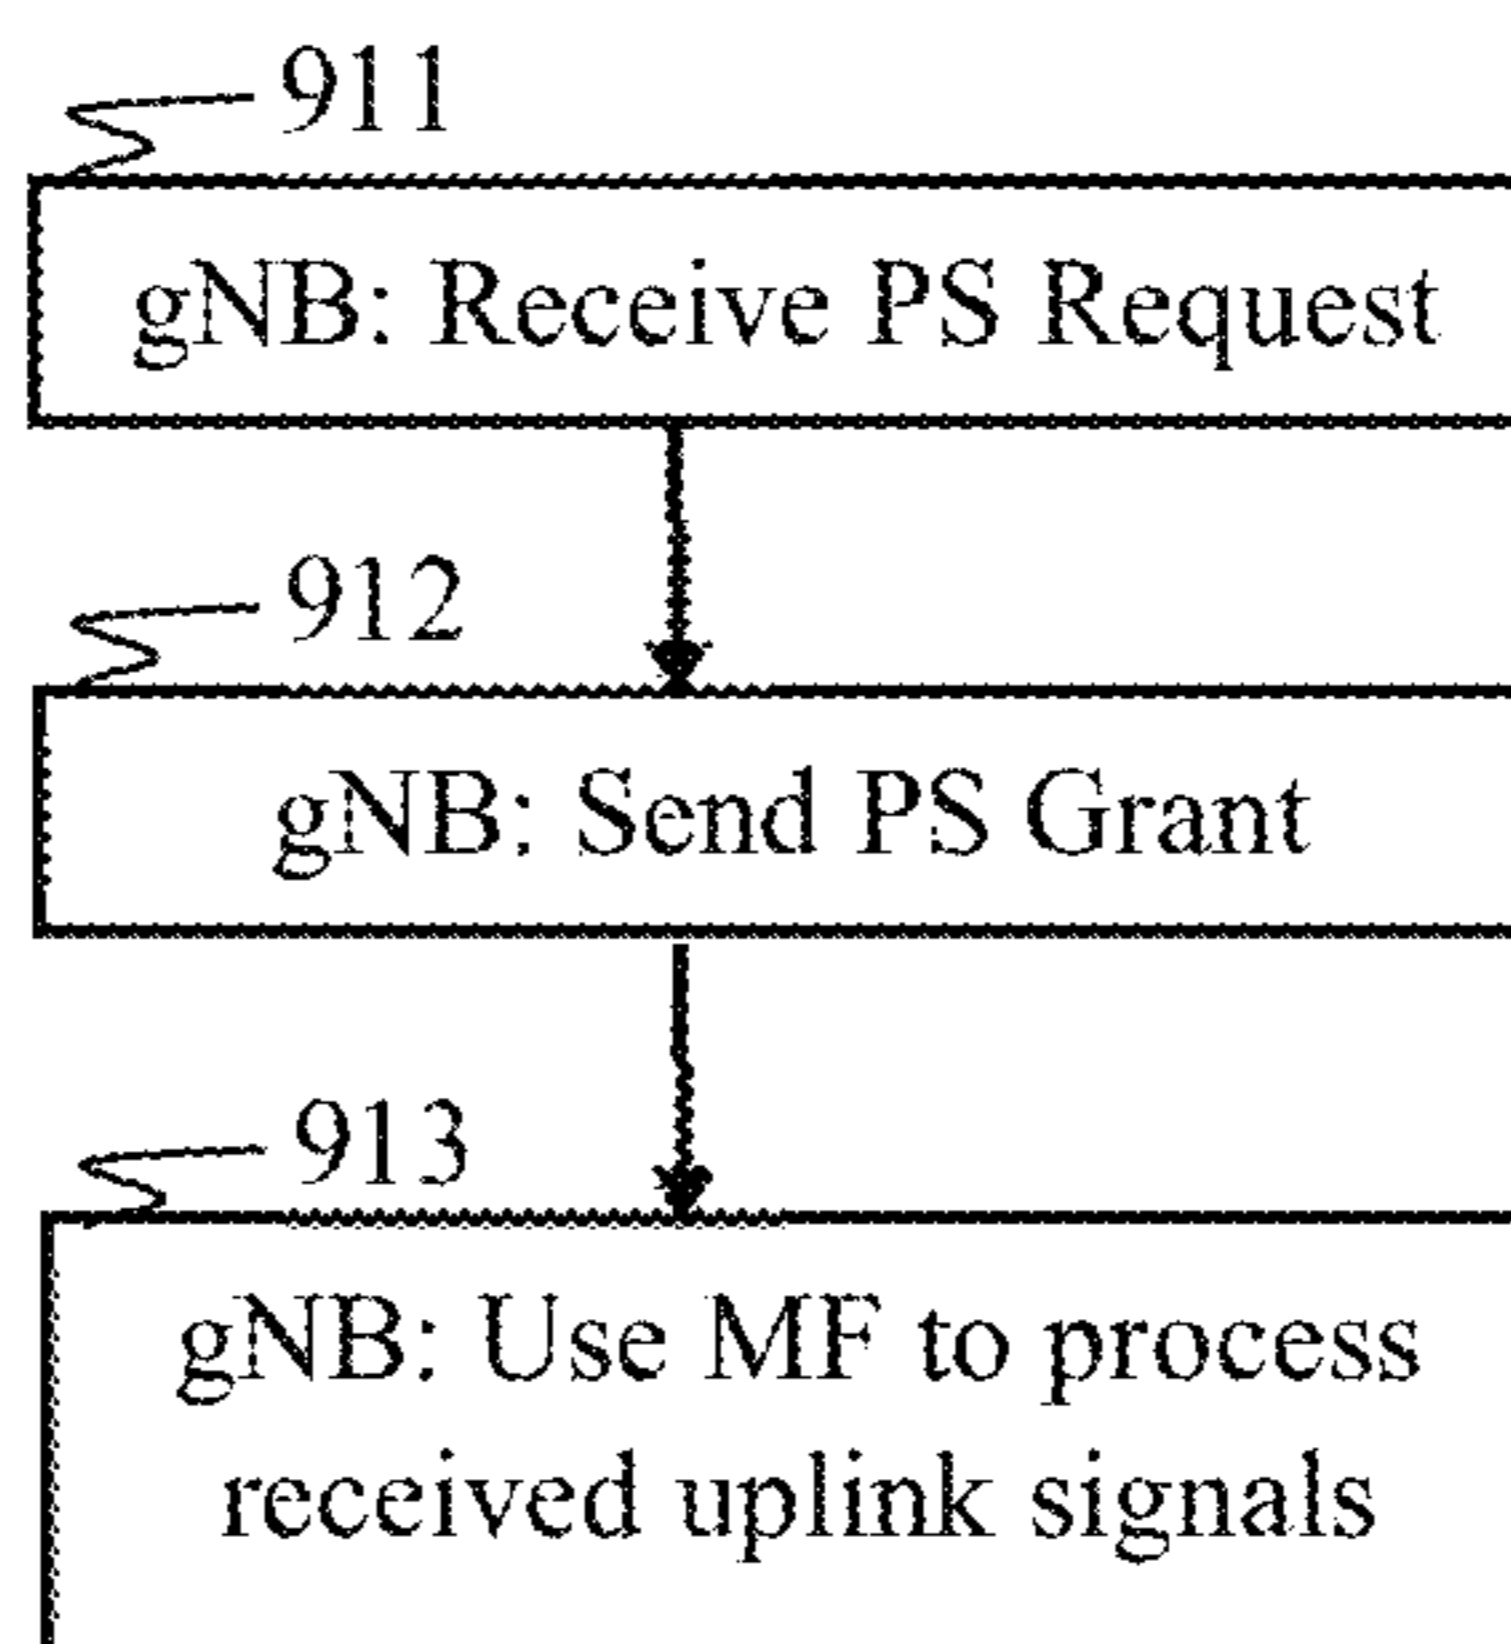 911
gNB: Receive PS Request
912
gNB: Send PS Grant
913
gNB: Use MF to process
received uplink signals